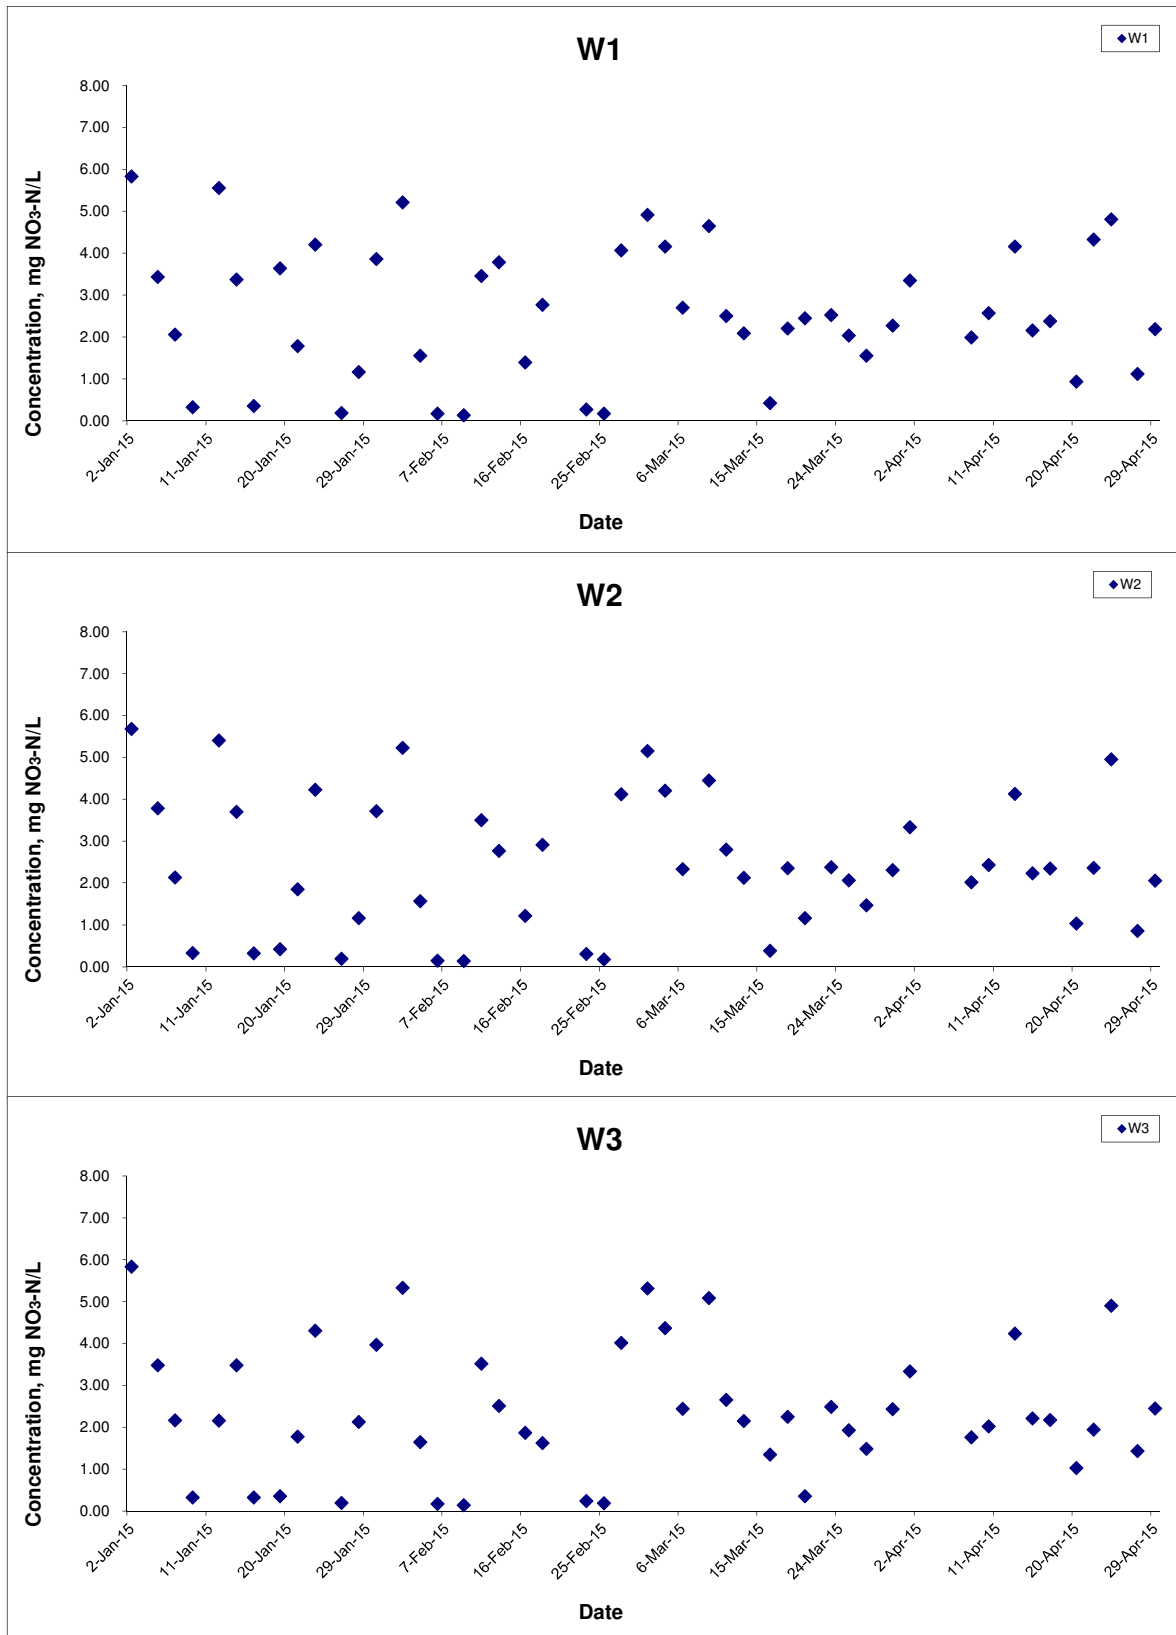 W1
W1
8.00
7.00
6.00
5.00
4.00
3.00
2.00
1.00
0.00
Concentration, mg NO3-N/L
2-Jan-15
11-Jan-15
20-Jan-15
29-Jan-15
7-Feb-15
16-Feb-15
25-Feb-15
6-Mar-15
15-Mar-15
24-Mar-15
2-Apr-15
11-Apr-15
20-Apr-15
29-Apr-15
Date
W2
W2
8.00
7.00
6.00
5.00
4.00
3.00
2.00
1.00
0.00
Concentration, mg NO3-N/L
2-Jan-15
11-Jan-15
20-Jan-15
29-Jan-15
7-Feb-15
16-Feb-15
25-Feb-15
6-Mar-15
15-Mar-15
24-Mar-15
2-Apr-15
11-Apr-15
20-Apr-15
29-Apr-15
Date
W3
W3
8.00
7.00
6.00
5.00
4.00
3.00
2.00
1.00
0.00
Concentration, mg NO3-N/L
2-Jan-15
11-Jan-15
20-Jan-15
29-Jan-15
7-Feb-15
16-Feb-15
25-Feb-15
6-Mar-15
15-Mar-15
24-Mar-15
2-Apr-15
11-Apr-15
20-Apr-15
29-Apr-15
Date